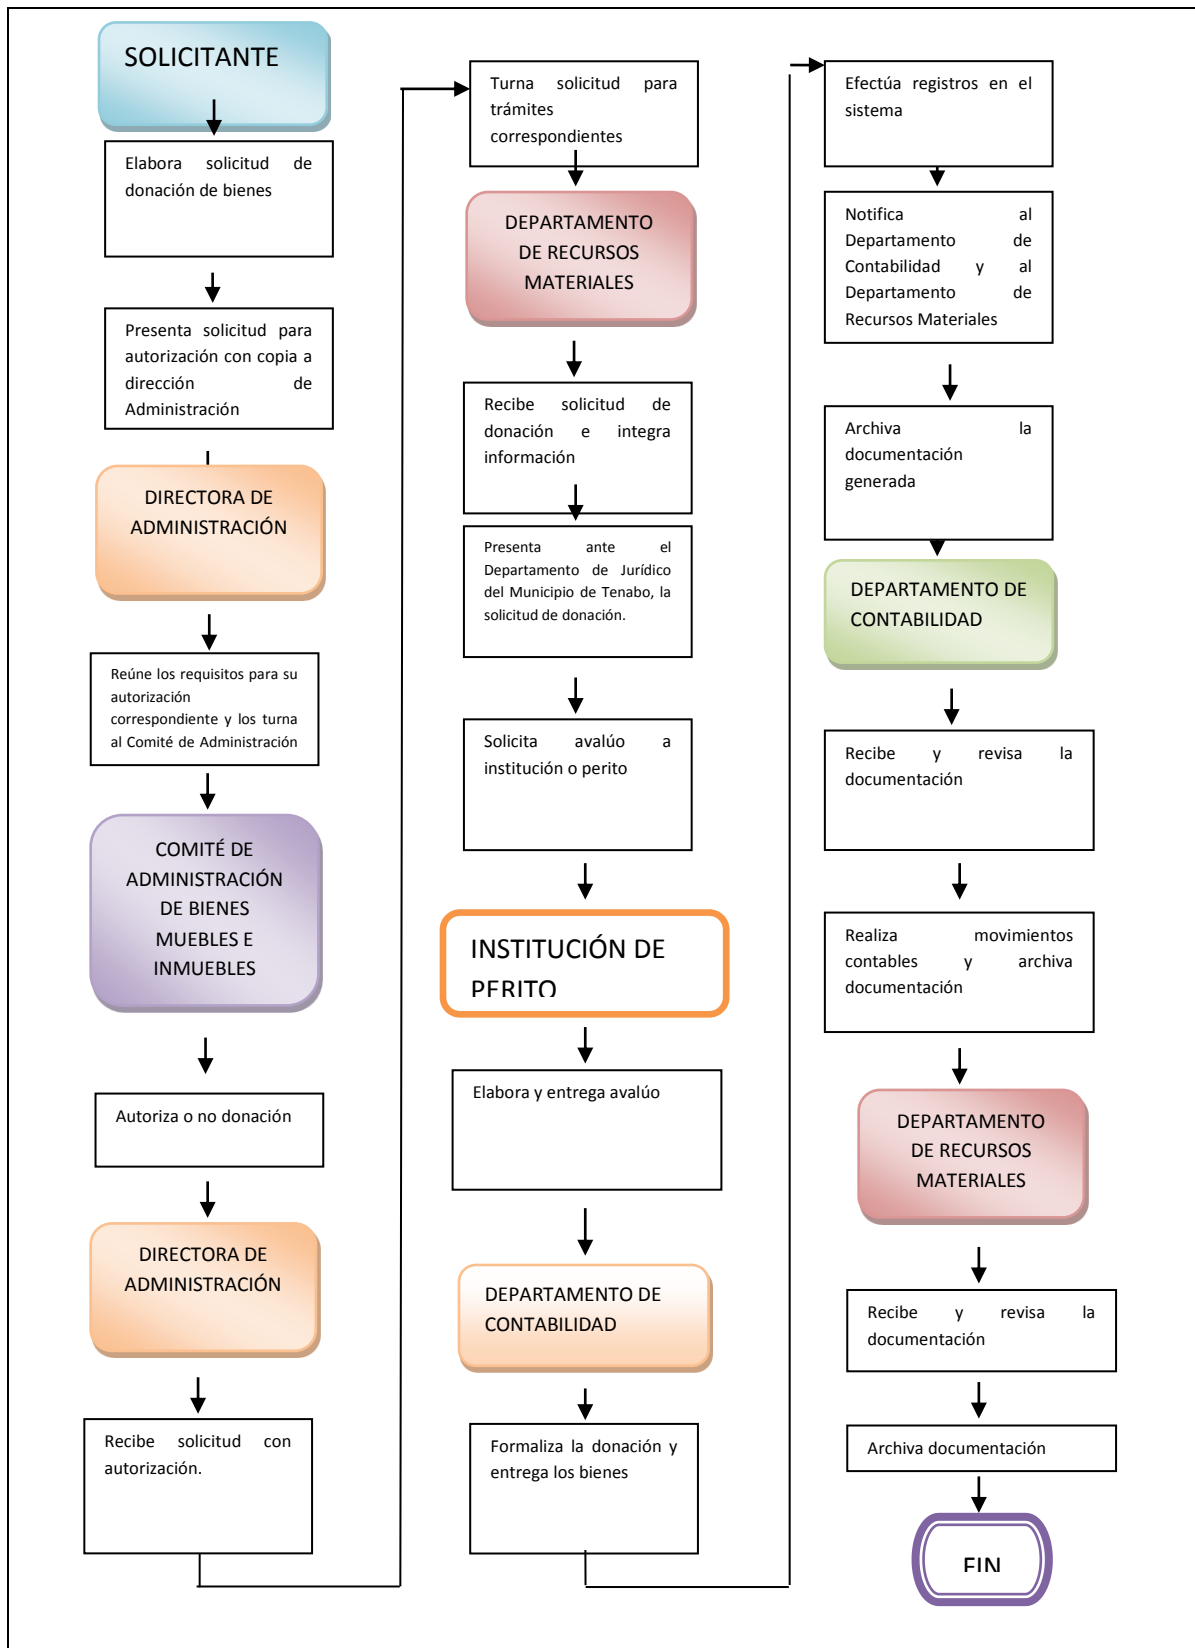 SOLICITANTE
Elabora solicitud de
donación de bienes
Presenta solicitud para
autorización con copia a
dirección de
Administración
DIRECTORA DE
ADMINISTRACIÓN
Reúne los requisitos para su
autorización
correspondiente y los turna
al Comité de Administración
COMITÉ DE
ADMINISTRACIÓN
DE BIENES
MUEBLES E
INMUEBLES
Autoriza o no donación
DIRECTORA DE
ADMINISTRACIÓN
Recibe solicitud con
autorización.
Turna solicitud para
trámites
correspondientes
DEPARTAMENTO
DE RECURSOS
MATERIALES
Recibe solicitud de
donación e integra
información
Presenta ante el
Departamento de Jurídico
del Municipio de Tenabo, la
solicitud de donación.
Solicita avalúo a
institución o perito
INSTITUCIÓN DE
PERITO
Elabora y entrega avalúo
DEPARTAMENTO DE
CONTABILIDAD
Formaliza la donación y
entrega los bienes
Efectúa registros en el
sistema
Notifica al
Departamento de
Contabilidad y al
Departamento de
Recursos Materiales
Archiva la
documentación
generada
DEPARTAMENTO DE
CONTABILIDAD
Recibe y revisa la
documentación
Realiza movimientos
contables y archiva
documentación
DEPARTAMENTO
DE RECURSOS
MATERIALES
Recibe y revisa la
documentación
Archiva documentación
FIN